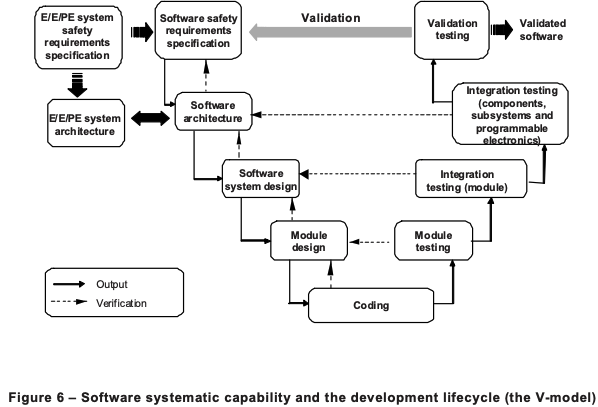 E/E/PE system
safety
requirements
specification
Software safety
requirements
specification
Validation
Validation
testing
Validated
software
E/E/PE system
architecture
Software
architecture
Integration testing
(components,
subsystems and
programmable
electronics)
Software
system design
Integration
testing (module)
Module
design
Module
testing
Coding
Output
Verification
Figure 6 – Software systematic capability and the development lifecycle (the V-model)